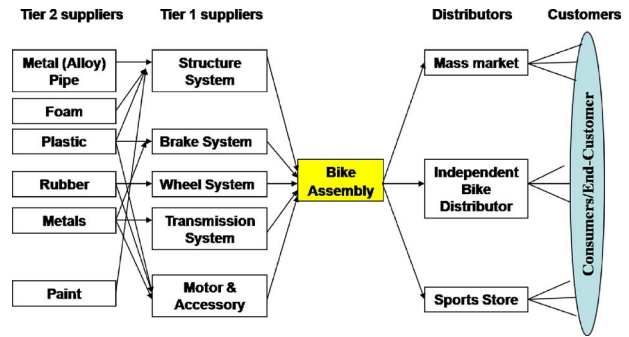 Tier 2 suppliers
Tier 1 suppliers
Distributors
Customers
Metal (Alloy)
Pipe
Foam
Plastic
Rubber
Metals
Paint
Structure
System
Brake System
Wheel System
Transmission
System
Motor &
Accessory
Bike
Assembly
Mass market
Independent
Bike
Distributor
Sports Store
Consumers/End-Customer